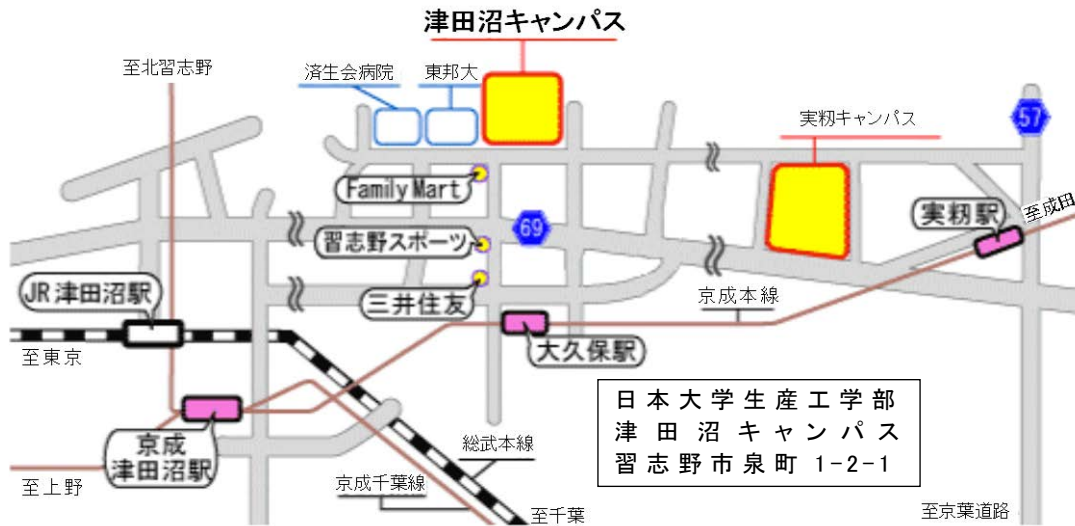 津田沼キャンパス
至北習志野
済生会病院
東邦大
57
実籾キャンパス
Family Mart
69
実籾駅
至成田
習志野スポーツ
JR津田沼駅
三井住友
京成本線
至東京
大久保駅
日本大学生産工学部
津田沼キャンパス
習志野市泉町 1-2-1
京成
津田沼駅
総武本線
至上野
京成千葉線
至千葉
至京葉道路